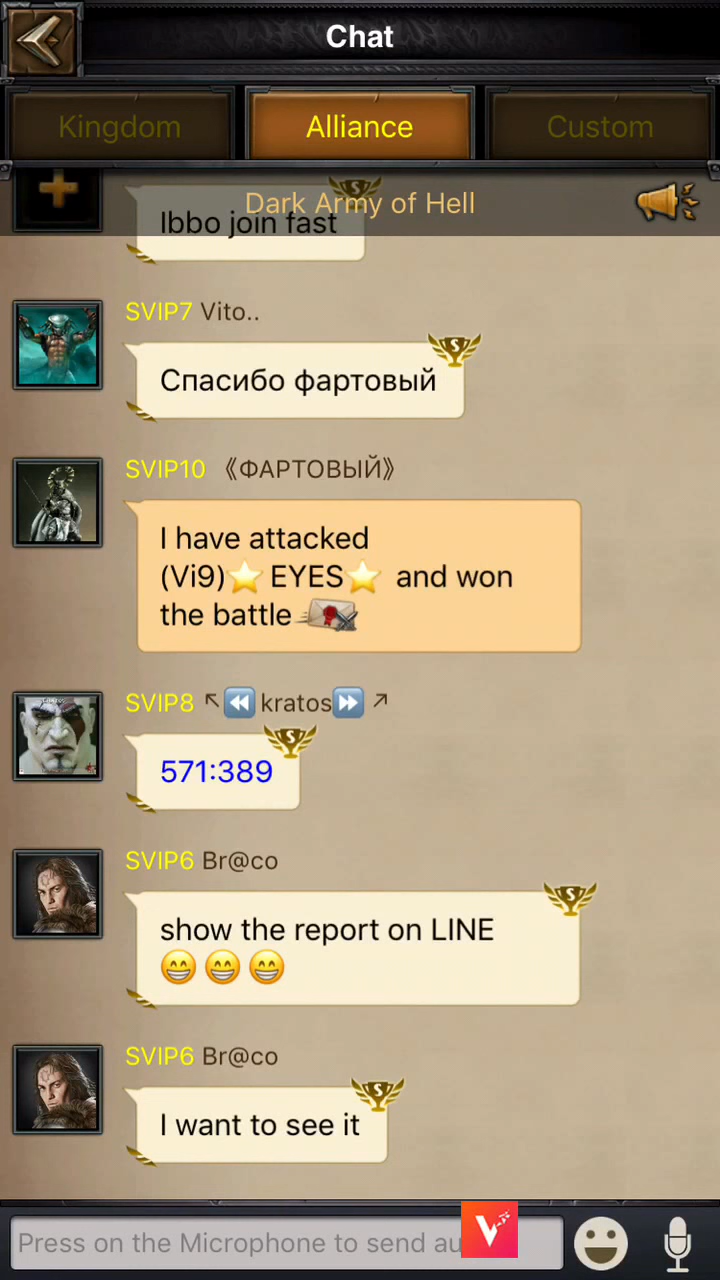 Chat
Kingdom
Alliance
Custom
Dark Army of Hell
Ibbo join fast
SVIP7 Vito..
Спасибо фартовый
SVIP10 《ФАРТОВЫЙ》
I have attacked
(Vi9)⭐ EYES⭐ and won
the battle
SVIP8 ↖⏪ kratos⏩ ↗
571:389
SVIP6 Br@co
show the report on LINE
😁 😁 😁
SVIP6 Br@co
I want to see it
Press on the Microphone to send au